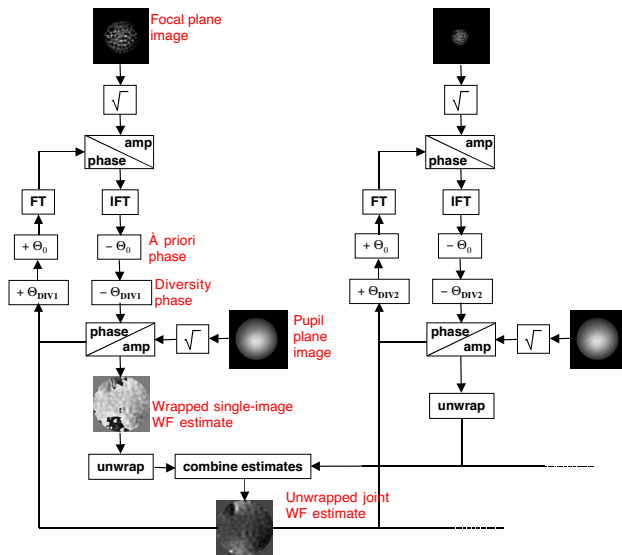 Focal plane
image
√
√
amp
phase
amp
phase
FT
IFT
FT
IFT
+ Θ0
− Θ0
À priori
phase
+ Θ0
− Θ0
+ ΘDIV1
− ΘDIV1
Diversity
phase
+ ΘDIV2
− ΘDIV2
phase
amp
√
Pupil
plane
image
phase
amp
√
Wrapped single-image
WF estimate
unwrap
unwrap
combine estimates
Unwrapped joint
WF estimate